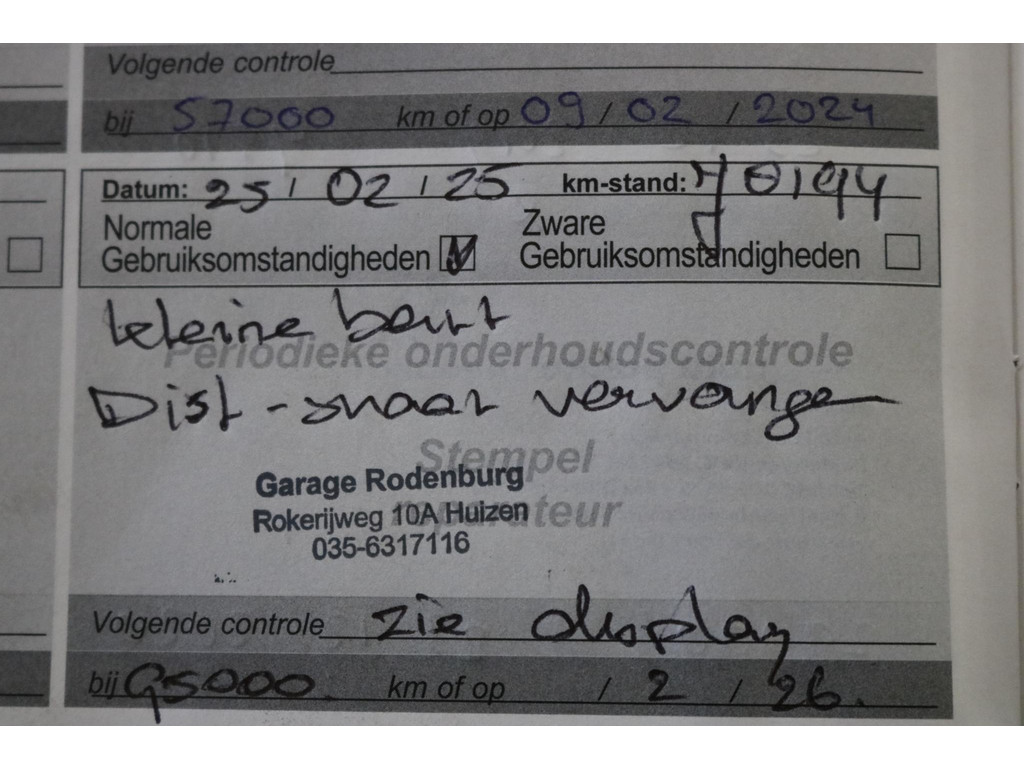 Volgende controle
bij 57000 km of op 09 / 02 / 2024
Datum: 25 / 02 / 25 km-stand: 70194
Normale Gebruiksomstandigheden
Zware Gebruiksomstandigheden
kleine beurt
Periodieke onderhoudscontrole
Dist - snaar vervangen
Stempel
Garage Rodenburg
reparateur
Rokerijweg 10A Huizen
035-6317116
Volgende controle zie display
bij 95000 km of op / 2 / 26.